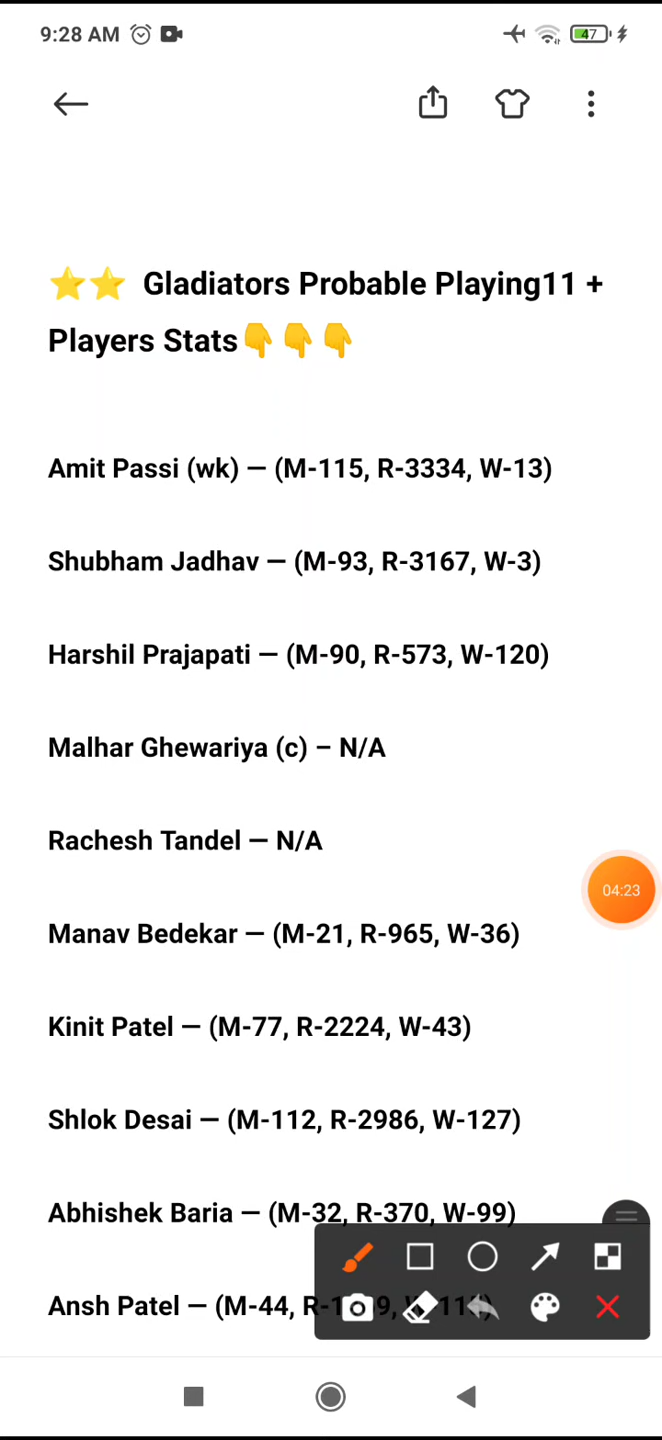 9:28 AM
47
⭐⭐ Gladiators Probable Playing11 +
Players Stats👇👇👇
Amit Passi (wk) — (M-115, R-3334, W-13)
Shubham Jadhav — (M-93, R-3167, W-3)
Harshil Prajapati — (M-90, R-573, W-120)
Malhar Ghewariya (c) – N/A
Rachesh Tandel — N/A
04:23
Manav Bedekar — (M-21, R-965, W-36)
Kinit Patel — (M-77, R-2224, W-43)
Shlok Desai — (M-112, R-2986, W-127)
Abhishek Baria — (M-32, R-370, W-99)
Ansh Patel — (M-44,